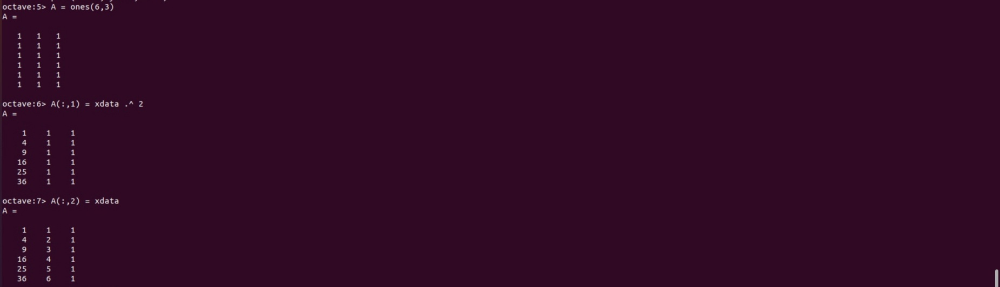 octave:5> A = ones(6,3)
A =
1 1 1
1 1 1
1 1 1
1 1 1
1 1 1
1 1 1
octave:6> A(:,1) = xdata .^ 2
A =
1 1 1
4 1 1
9 1 1
16 1 1
25 1 1
36 1 1
octave:7> A(:,2) = xdata
A =
1 1 1
4 2 1
9 3 1
16 4 1
25 5 1
36 6 1